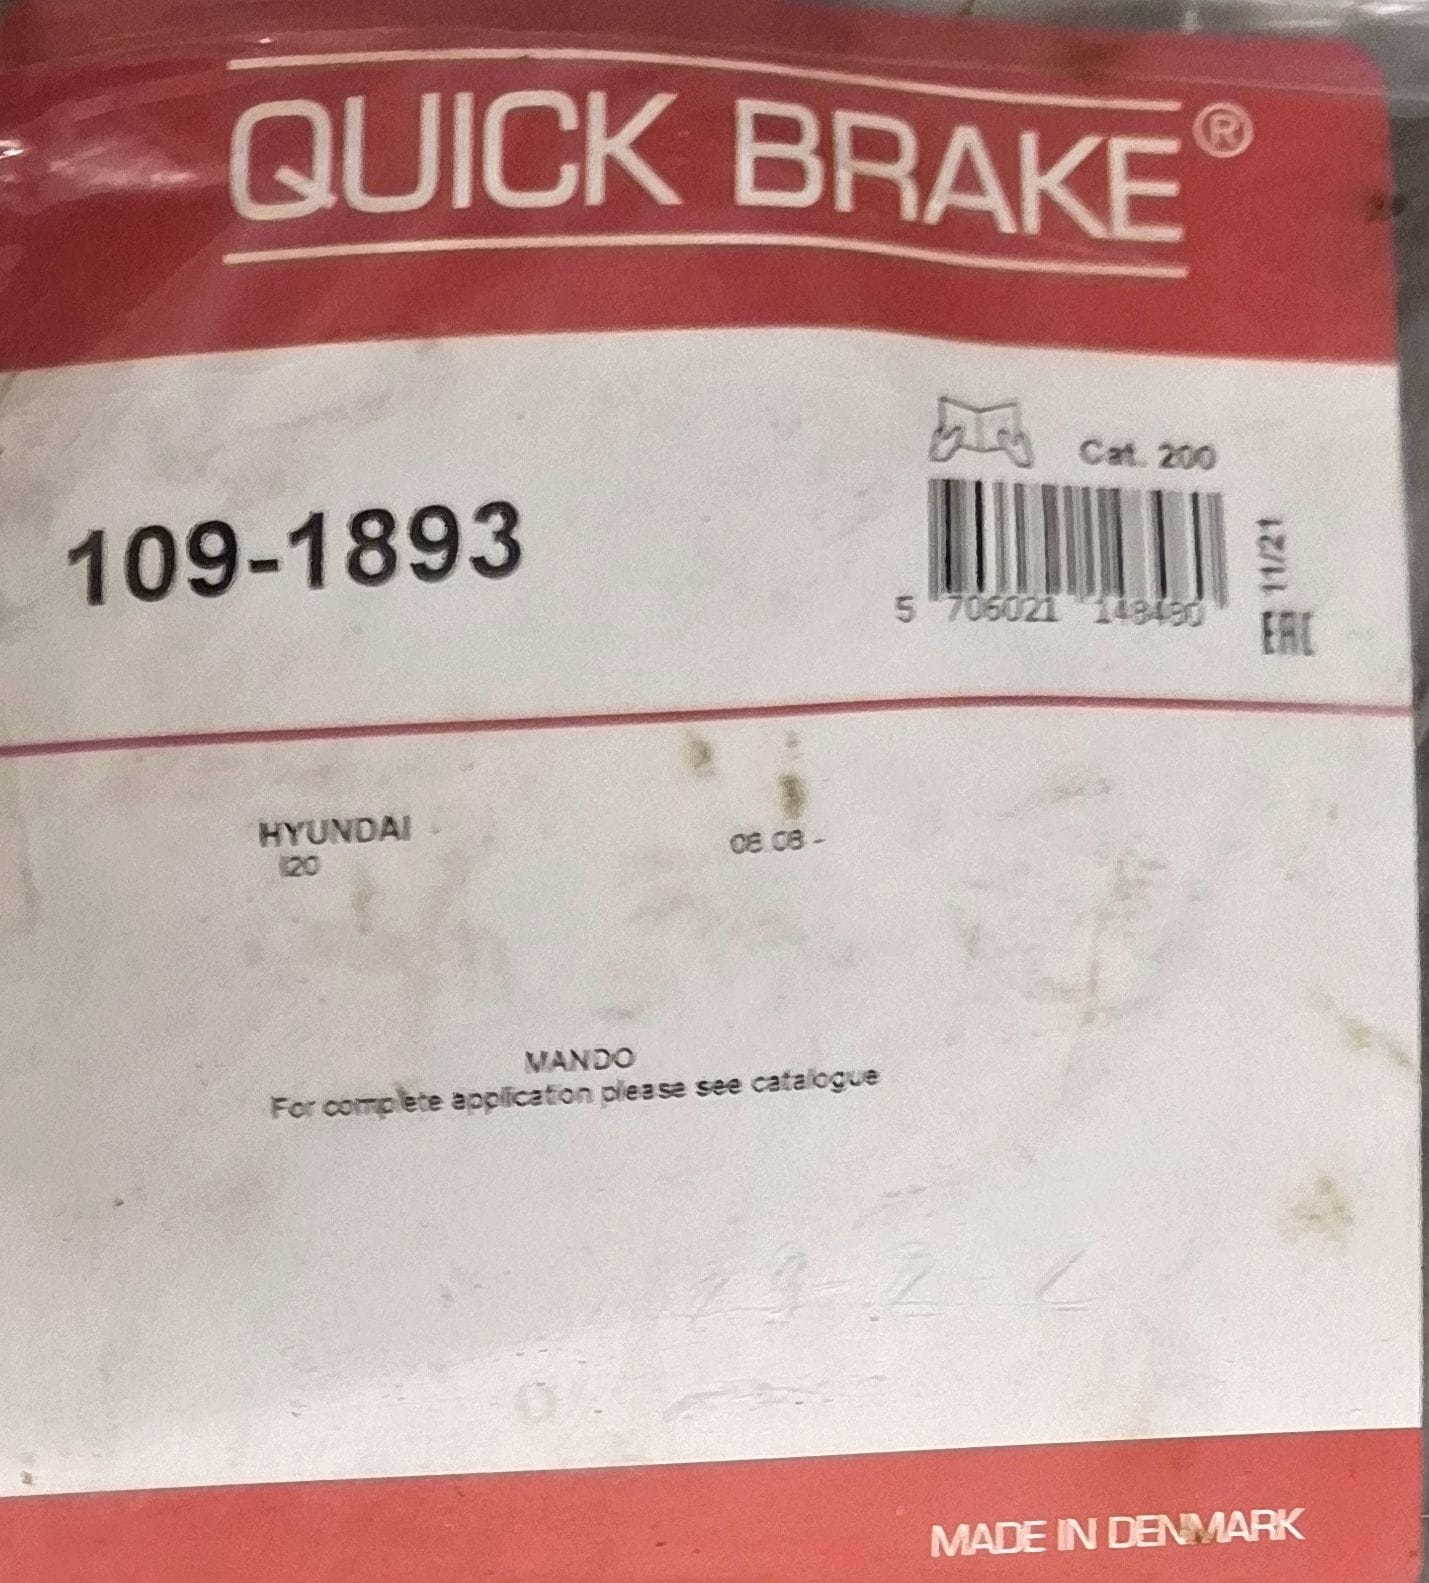 QUICK BRAKE®
Cat. 200
109-1893
5 706021 148480
11/21
EAC
HYUNDAI
I20
08.08 -
MANDO
For complete application please see catalogue
MADE IN DENMARK